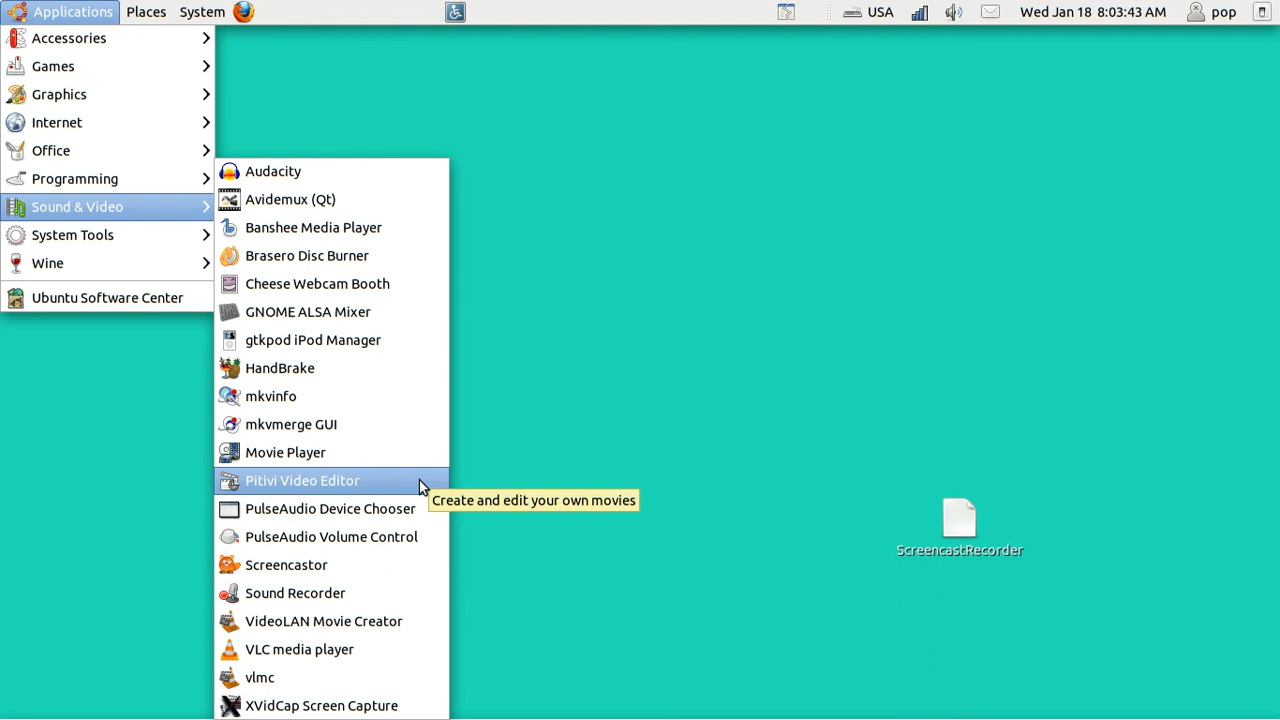 Applications Places System USA Wed Jan 18 8:03:43 AM pop
Accessories
Games
Graphics
Internet
Office
Programming
Sound & Video
System Tools
Wine
Ubuntu Software Center
Audacity
Avidemux (Qt)
Banshee Media Player
Brasero Disc Burner
Cheese Webcam Booth
GNOME ALSA Mixer
gtkpod iPod Manager
HandBrake
mkvinfo
mkvmerge GUI
Movie Player
Pitivi Video Editor
PulseAudio Device Chooser
PulseAudio Volume Control
Screencastor
Sound Recorder
VideoLAN Movie Creator
VLC media player
vlmc
XVidCap Screen Capture
Create and edit your own movies
ScreencastRecorder